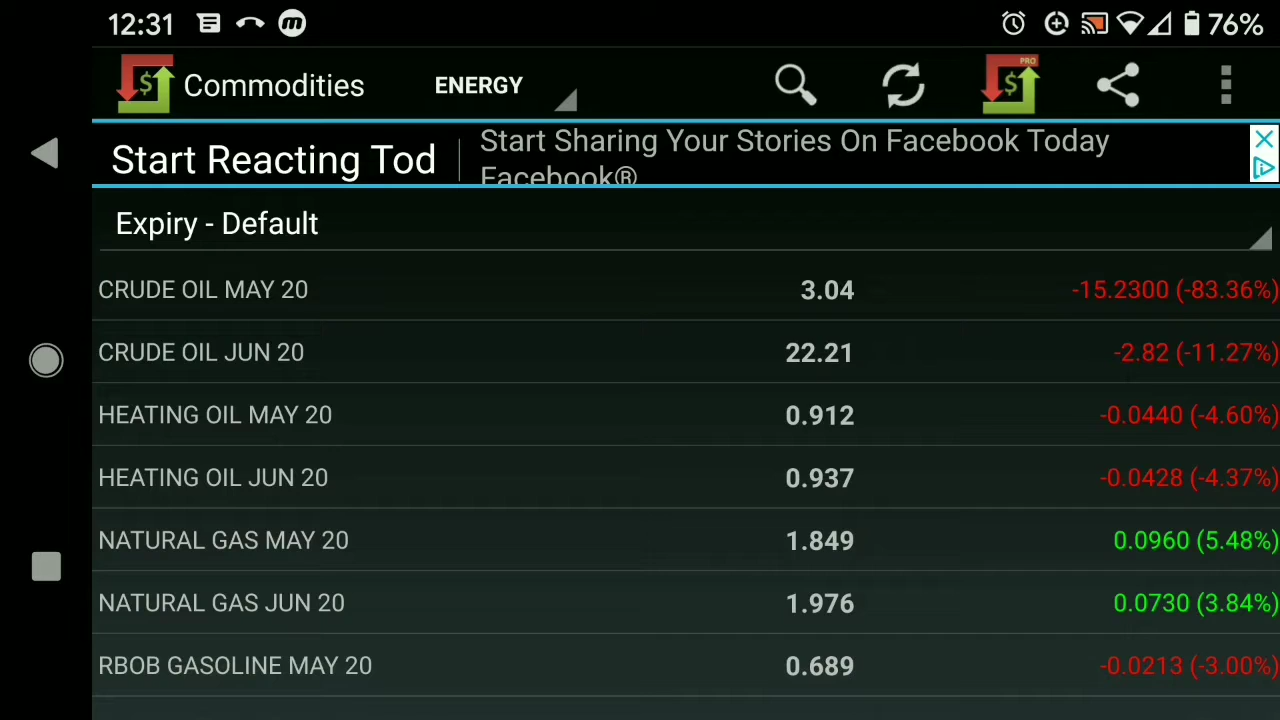 12:31 76%
$ Commodities ENERGY $ PRO
Start Reacting Tod Start Sharing Your Stories On Facebook Today
Facebook®
Expiry - Default
CRUDE OIL MAY 20 3.04 -15.2300 (-83.36%)
CRUDE OIL JUN 20 22.21 -2.82 (-11.27%)
HEATING OIL MAY 20 0.912 -0.0440 (-4.60%)
HEATING OIL JUN 20 0.937 -0.0428 (-4.37%)
NATURAL GAS MAY 20 1.849 0.0960 (5.48%)
NATURAL GAS JUN 20 1.976 0.0730 (3.84%)
RBOB GASOLINE MAY 20 0.689 -0.0213 (-3.00%)